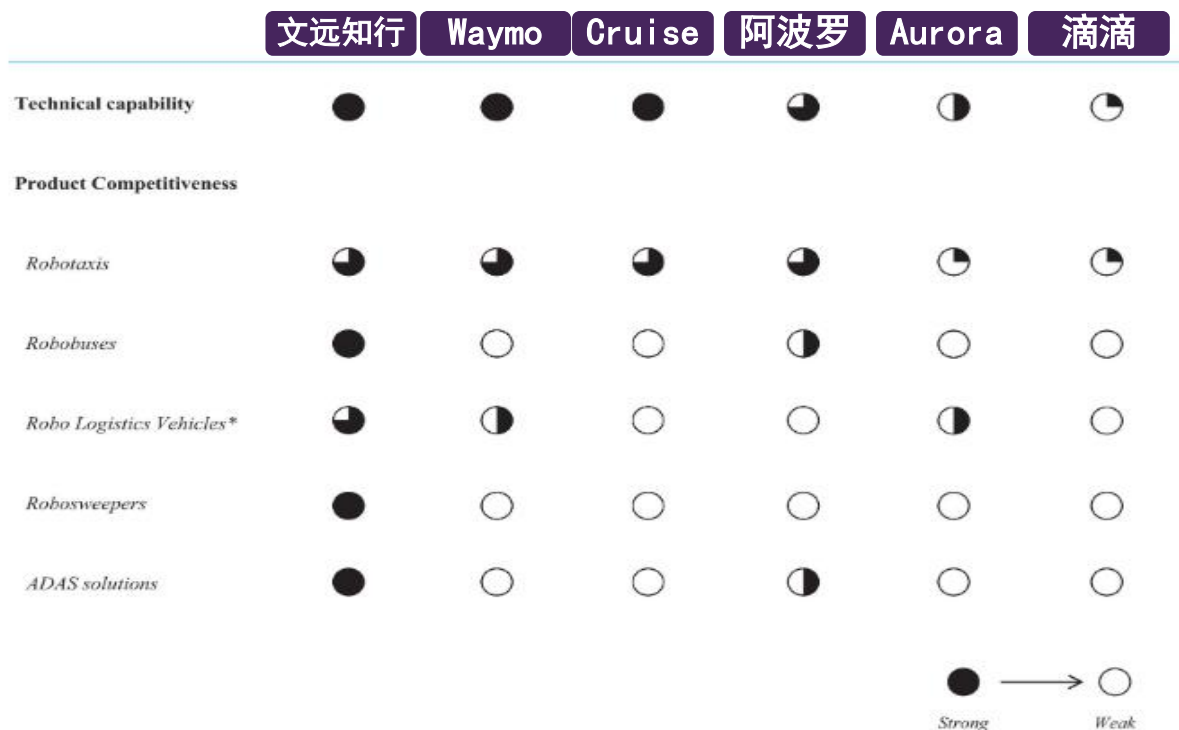 文远知行 Waymo Cruise 阿波罗 Aurora 滴滴
Technical capability
Product Competitiveness
Robotaxis
Robobuses
Robo Logistics Vehicles*
Robosweepers
ADAS solutions
Strong Weak